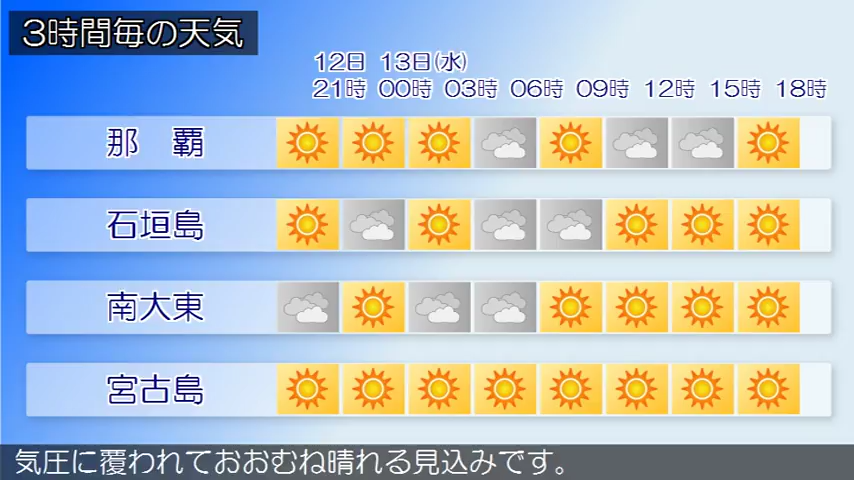 3時間毎の天気
12日 13日(水)
21時 00時 03時 06時 09時 12時 15時 18時
那　覇
石垣島
南大東
宮古島
気圧に覆われておおむね晴れる見込みです。